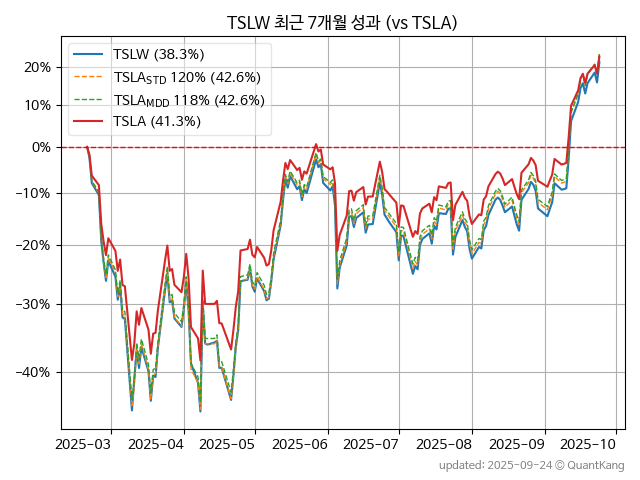 TSLW 최근 7개월 성과 (vs TSLA)
TSLW (38.3%)
TSLA_STD 120% (42.6%)
TSLA_MDD 118% (42.6%)
TSLA (41.3%)
20%
10%
0%
−10%
−20%
−30%
−40%
2025-03 2025-04 2025-05 2025-06 2025-07 2025-08 2025-09 2025-10
updated: 2025-09-24 © QuantKang